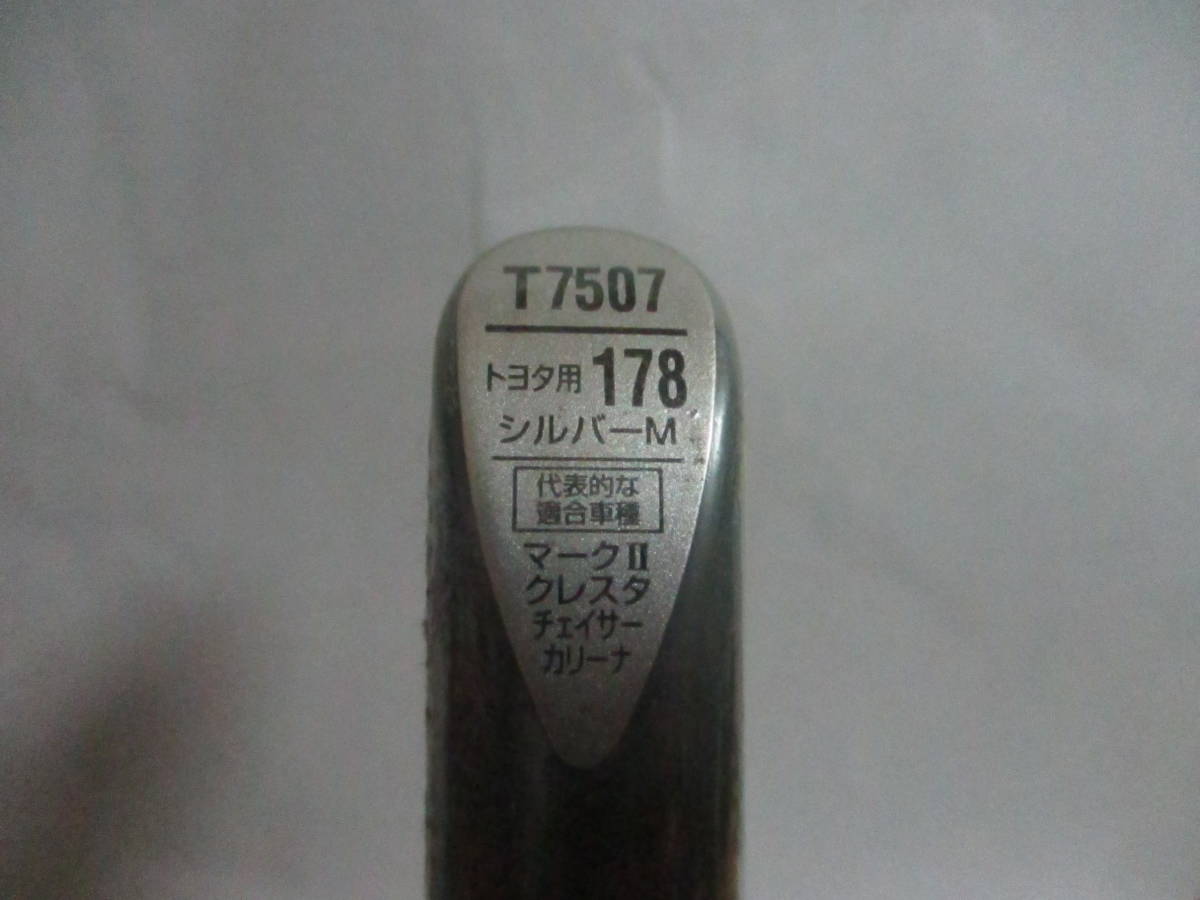 T7507
トヨタ用 178
シルバーM
代表的な
適合車種
マークⅡ
クレスタ
チェイサー
カリーナ